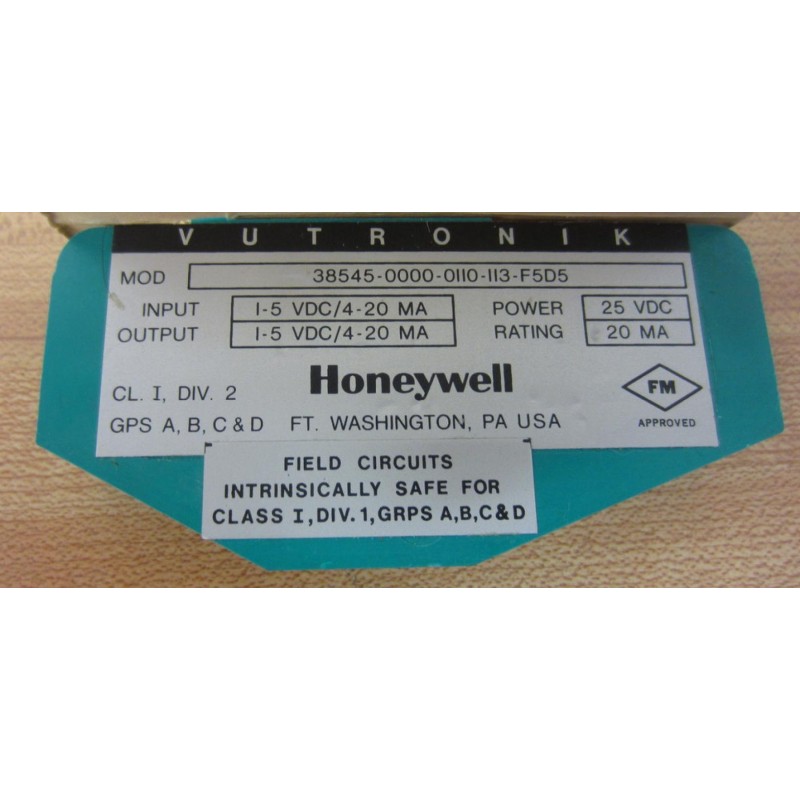 VUTRONIK
MOD 38545-0000-0110-113-F5D5
INPUT 1-5 VDC/4-20 MA POWER 25 VDC
OUTPUT 1-5 VDC/4-20 MA RATING 20 MA
CL. I, DIV. 2 Honeywell FM
GPS A, B, C & D FT. WASHINGTON, PA USA APPROVED
FIELD CIRCUITS
INTRINSICALLY SAFE FOR
CLASS I, DIV. 1, GRPS A,B,C&D